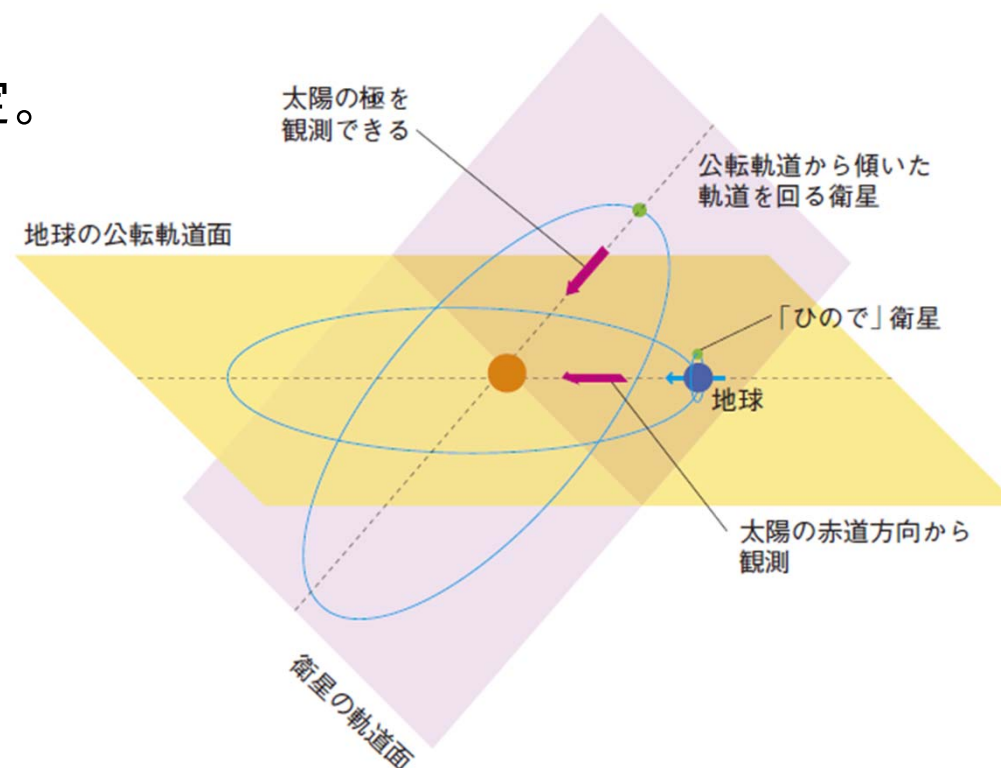 定。
太陽の極を
観測できる
公転軌道から傾いた
軌道を回る衛星
地球の公転軌道面
「ひので」衛星
地球
太陽の赤道方向から
観測
衛星の軌道面